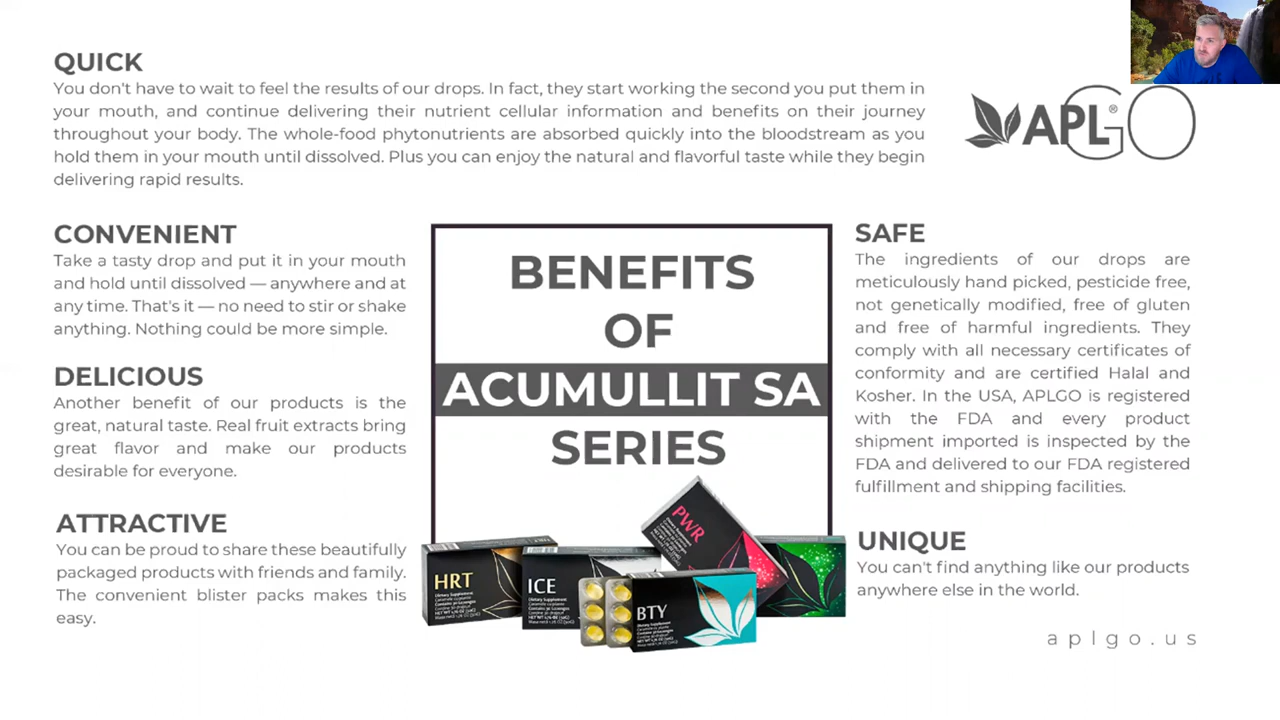 QUICK
You don't have to wait to feel the results of our drops. In fact, they start working the second you put them in
your mouth, and continue delivering their nutrient cellular information and benefits on their journey
throughout your body. The whole-food phytonutrients are absorbed quickly into the bloodstream as you
hold them in your mouth until dissolved. Plus you can enjoy the natural and flavorful taste while they begin
delivering rapid results.
APLGO
CONVENIENT
Take a tasty drop and put it in your mouth
and hold until dissolved — anywhere and at
any time. That's it — no need to stir or shake
anything. Nothing could be more simple.
DELICIOUS
Another benefit of our products is the
great, natural taste. Real fruit extracts bring
great flavor and make our products
desirable for everyone.
ATTRACTIVE
You can be proud to share these beautifully
packaged products with friends and family.
The convenient blister packs makes this
easy.
BENEFITS
OF
ACUMULLIT SA
SERIES
HRT
Dietary Supplement
ICE
Dietary Supplement
PWR
BTY
Dietary Supplement
SAFE
The ingredients of our drops are
meticulously hand picked, pesticide free,
not genetically modified, free of gluten
and free of harmful ingredients. They
comply with all necessary certificates of
conformity and are certified Halal and
Kosher. In the USA, APLGO is registered
with the FDA and every product
shipment imported is inspected by the
FDA and delivered to our FDA registered
fulfillment and shipping facilities.
UNIQUE
You can't find anything like our products
anywhere else in the world.
aplgo.us